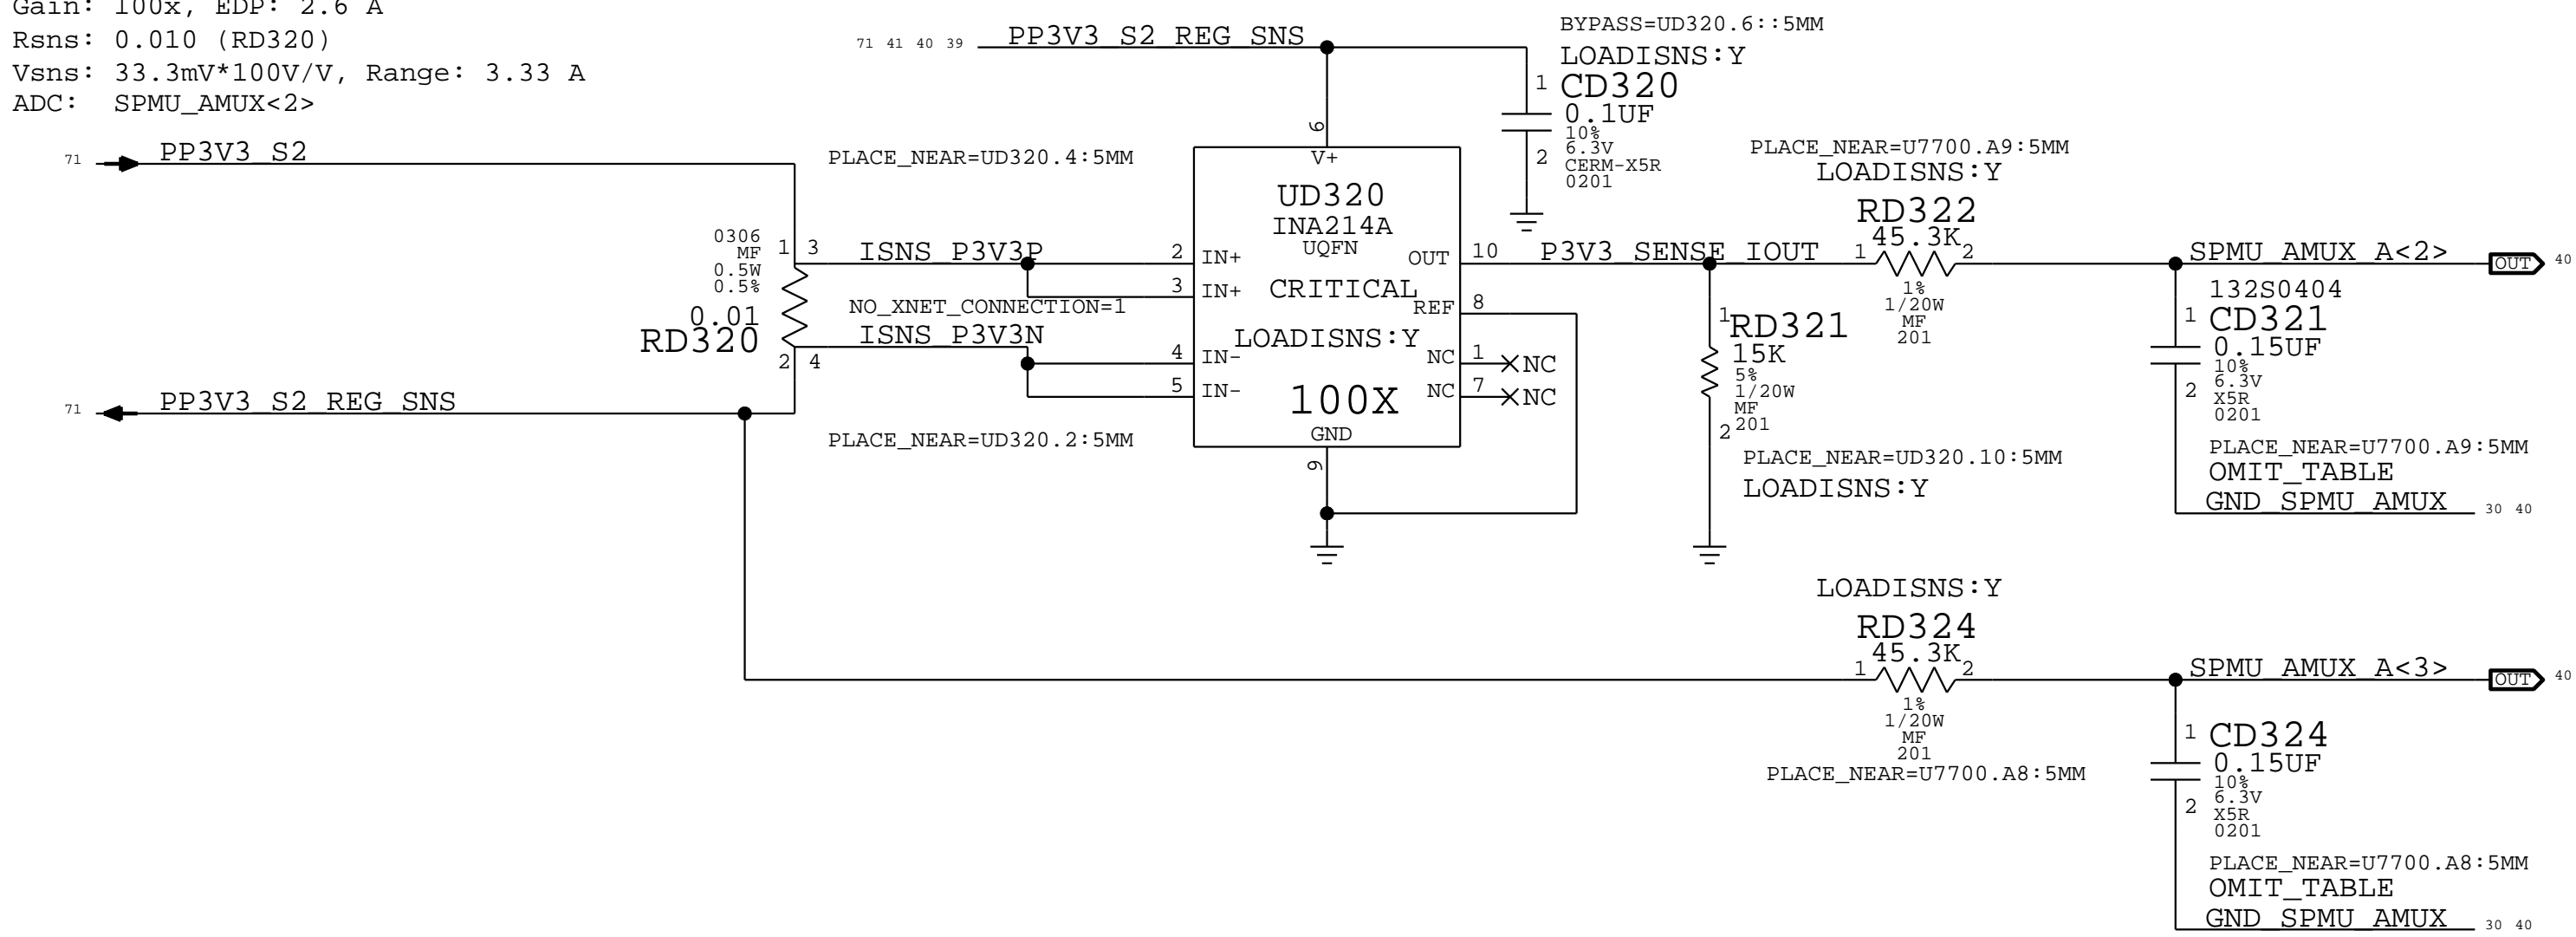 Gain: 100x, EDP: 2.6 A
Rsns: 0.010 (RD320)
Vsns: 33.3mV*100V/V, Range: 3.33 A
ADC: SPMU_AMUX<2>
71 41 40 39 PP3V3_S2_REG_SNS
BYPASS=UD320.6::5MM
LOADISNS:Y
1 CD320
0.1UF
10%
2 6.3V
CERM-X5R
0201
71 PP3V3_S2
PLACE_NEAR=UD320.4:5MM
0306
MF
0.5W
0.5%
0.01
RD320
1 3
2 4
ISNS_P3V3P
NO_XNET_CONNECTION=1
ISNS_P3V3N
71 PP3V3_S2_REG_SNS
PLACE_NEAR=UD320.2:5MM
6
V+
UD320
INA214A
UQFN
2 IN+ OUT 10
3 IN+ CRITICAL
REF 8
LOADISNS:Y
4 IN- NC 1 NC
5 IN- 100X NC 7 NC
GND
9
P3V3_SENSE_IOUT
1 RD321
15K
5%
1/20W
MF
2 201
PLACE_NEAR=UD320.10:5MM
LOADISNS:Y
PLACE_NEAR=U7700.A9:5MM
LOADISNS:Y
RD322
1 45.3K 2
1%
1/20W
MF
201
SPMU_AMUX_A<2> OUT 40
132S0404
1 CD321
0.15UF
10%
2 6.3V
X5R
0201
PLACE_NEAR=U7700.A9:5MM
OMIT_TABLE
GND_SPMU_AMUX 30 40
LOADISNS:Y
RD324
1 45.3K 2
1%
1/20W
MF
201
PLACE_NEAR=U7700.A8:5MM
SPMU_AMUX_A<3> OUT 40
1 CD324
0.15UF
10%
2 6.3V
X5R
0201
PLACE_NEAR=U7700.A8:5MM
OMIT_TABLE
GND_SPMU_AMUX 30 40